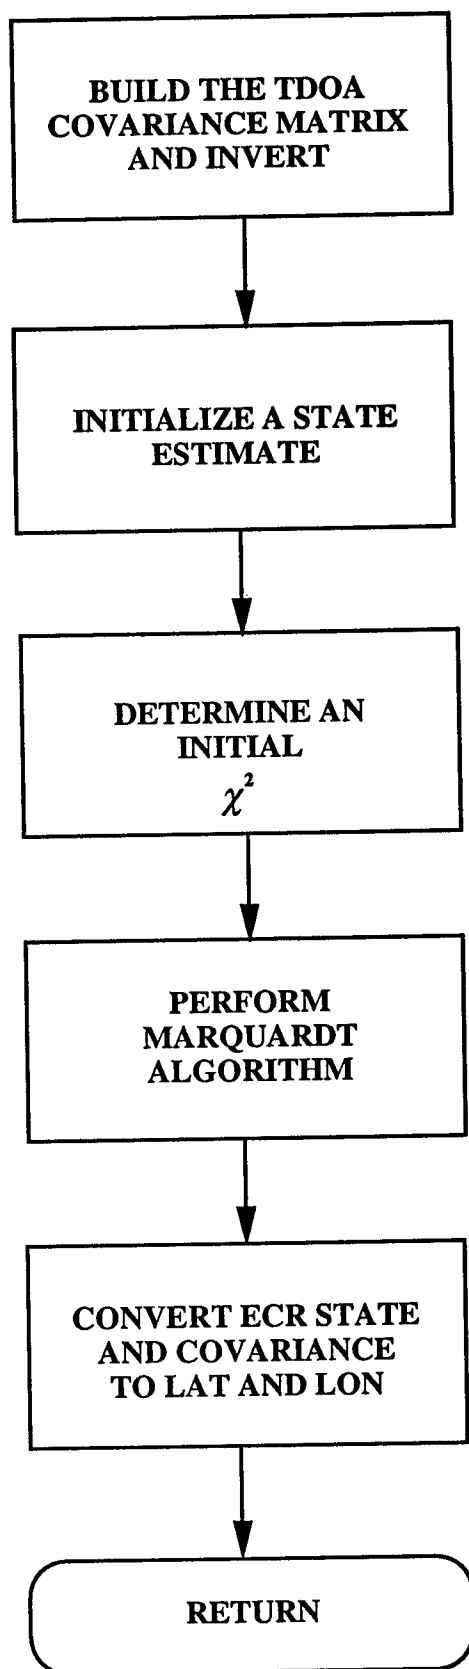 BUILD THE TDOA
COVARIANCE MATRIX
AND INVERT
INITIALIZE A STATE
ESTIMATE
DETERMINE AN
INITIAL
χ²
PERFORM
MARQUARDT
ALGORITHM
CONVERT ECR STATE
AND COVARIANCE
TO LAT AND LON
RETURN